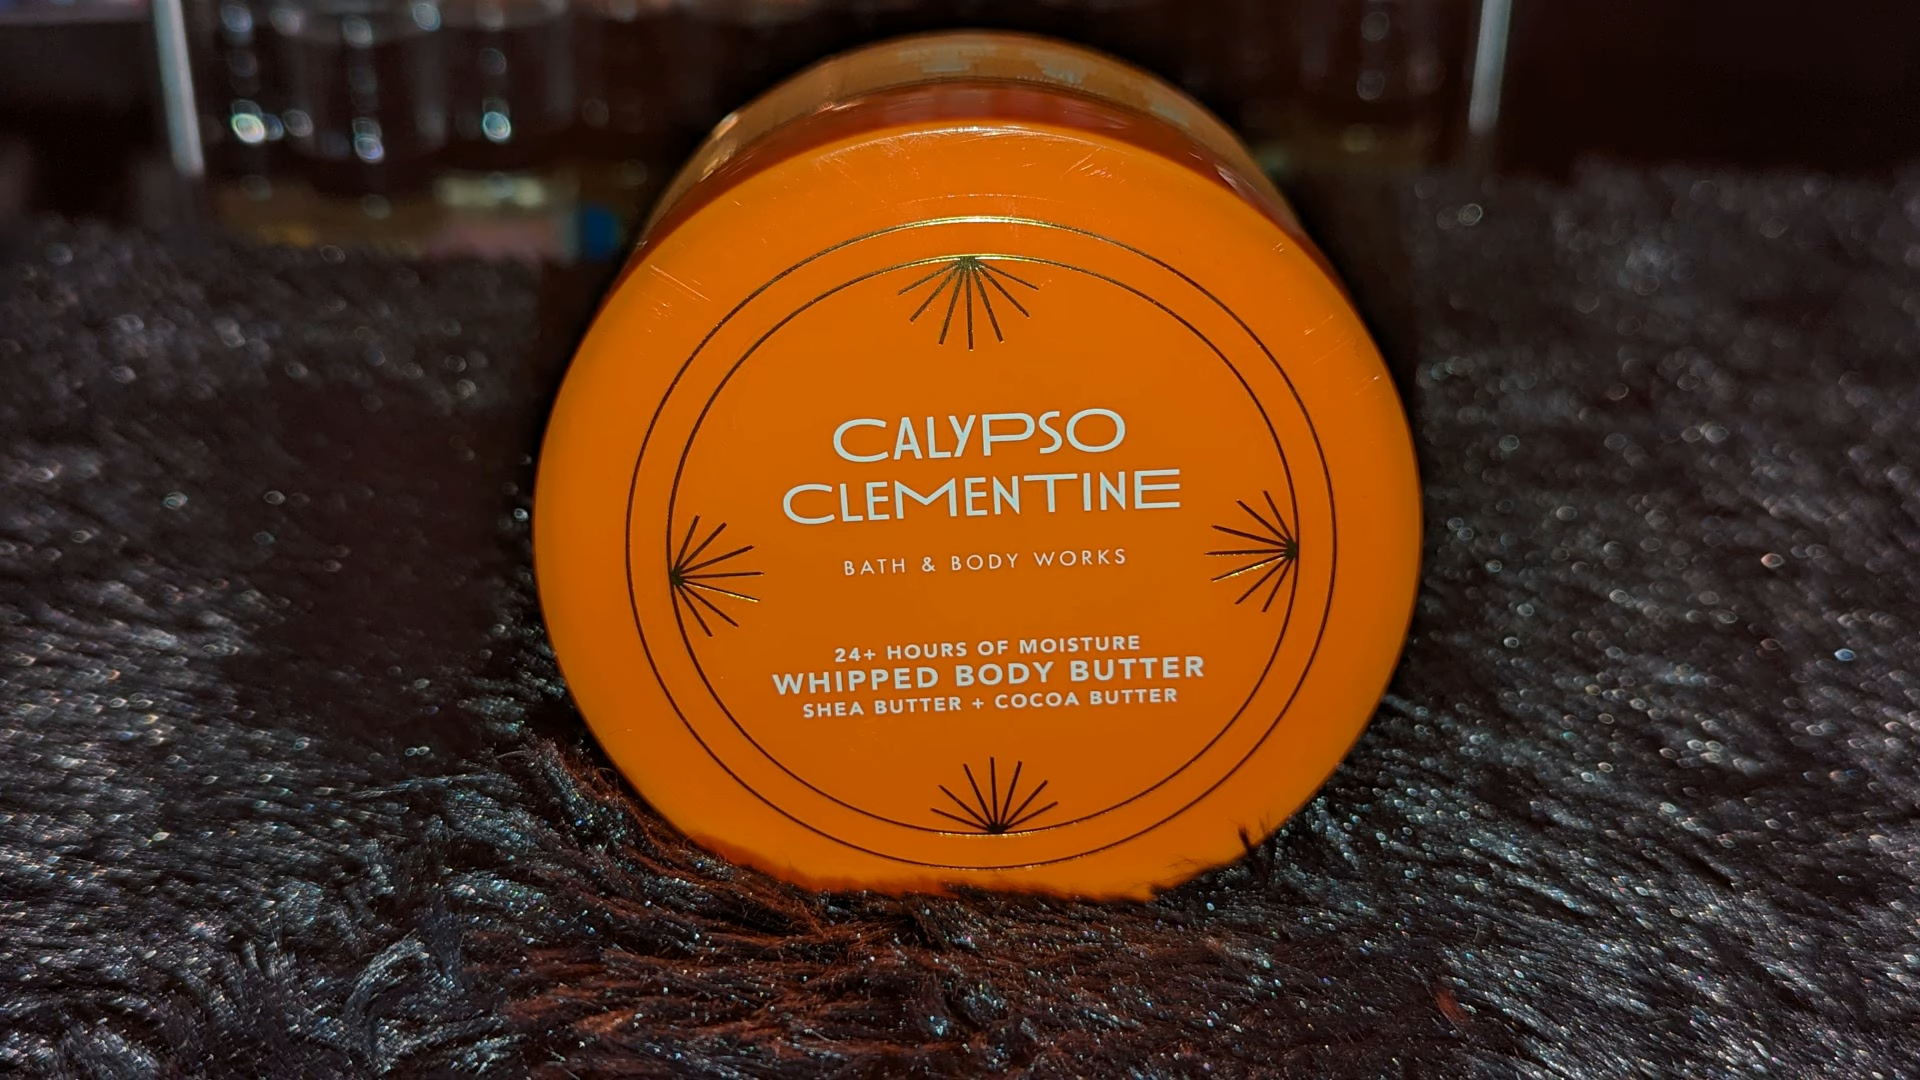 CALYPSO
CLEMENTINE
BATH & BODY WORKS
24+ HOURS OF MOISTURE
WHIPPED BODY BUTTER
SHEA BUTTER + COCOA BUTTER